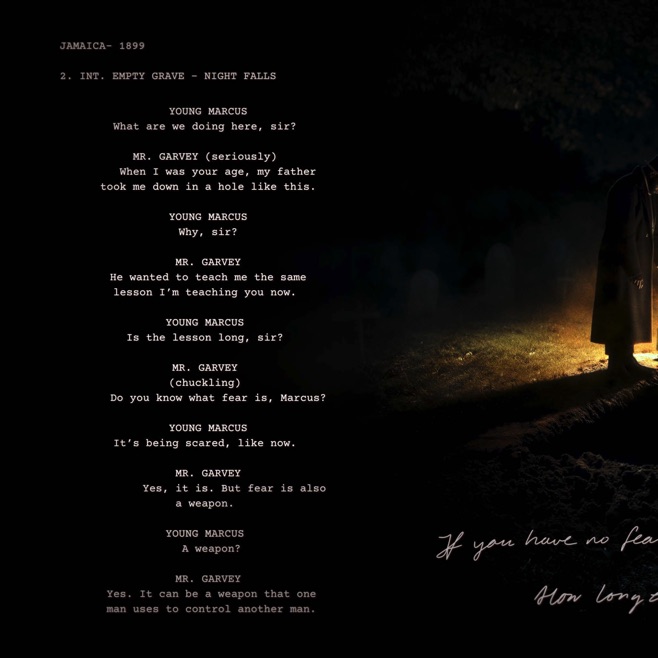 JAMAICA- 1899
2. INT. EMPTY GRAVE - NIGHT FALLS
YOUNG MARCUS
What are we doing here, sir?
MR. GARVEY (seriously)
When I was your age, my father
took me down in a hole like this.
YOUNG MARCUS
Why, sir?
MR. GARVEY
He wanted to teach me the same
lesson I’m teaching you now.
YOUNG MARCUS
Is the lesson long, sir?
MR. GARVEY
(chuckling)
Do you know what fear is, Marcus?
YOUNG MARCUS
It’s being scared, like now.
MR. GARVEY
Yes, it is. But fear is also
a weapon.
YOUNG MARCUS
A weapon?
MR. GARVEY
Yes. It can be a weapon that one
man uses to control another man.
If you have no
How long